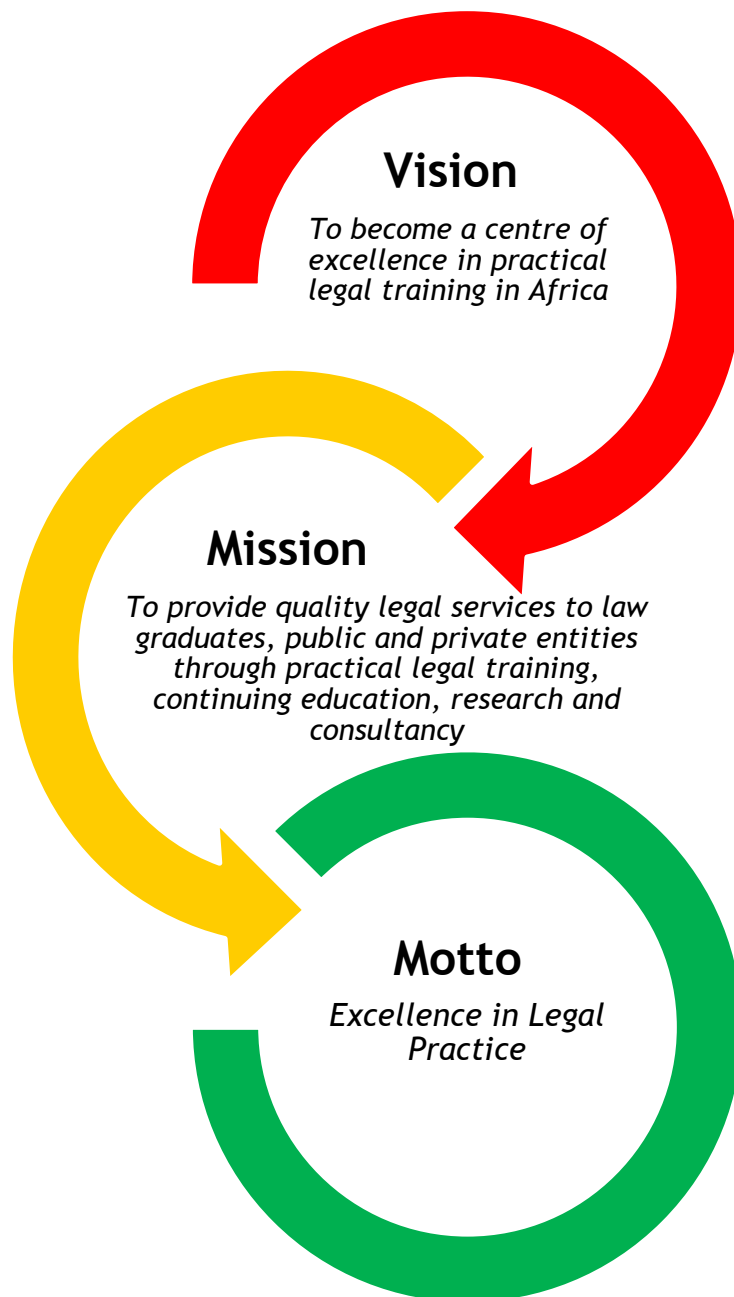 Vision
To become a centre of
excellence in practical
legal training in Africa
Mission
To provide quality legal services to law
graduates, public and private entities
through practical legal training,
continuing education, research and
consultancy
Motto
Excellence in Legal
Practice